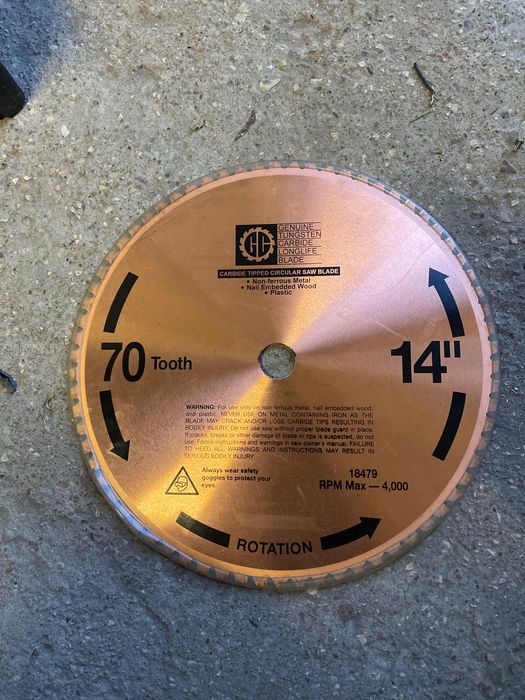 HC
GENUINE
TUNGSTEN
CARBIDE
LONGLIFE
BLADE
CARBIDE TIPPED CIRCULAR SAW BLADE
• Non-ferrous Metal
• Nail Embedded Wood
• Plastic
70 Tooth
14"
WARNING: For use only on non-ferrous metal, nail embedded wood,
and plastic. NEVER USE ON METAL CONTAINING IRON AS THE
BLADE MAY CRACK AND/OR LOSE CARBIDE TIPS RESULTING IN
BODILY INJURY. Do not use saw without proper blade guard in place.
If cracks, breaks or other damage of blade or tips is suspected, do not
use. Follow instructions and warnings in saw owner's manual. FAILURE
TO HEED ALL WARNINGS AND INSTRUCTIONS MAY RESULT IN
SERIOUS BODILY INJURY
Always wear safety
goggles to protect your
eyes.
18479
RPM Max — 4,000
ROTATION